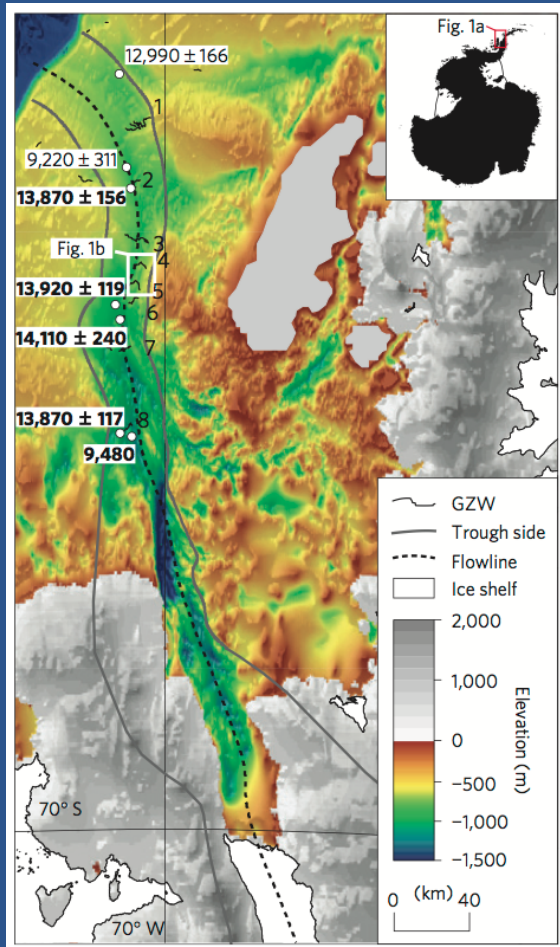 Fig. 1a
12,990 ± 166
1
9,220 ± 311
2
13,870 ± 156
3
Fig. 1b
4
13,920 ± 119
5
6
14,110 ± 240
7
13,870 ± 117
8
9,480
GZW
Trough side
Flowline
Ice shelf
2,000
1,000
0
−500
−1,000
−1,500
Elevation (m)
70° S
(km)
0
40
70° W